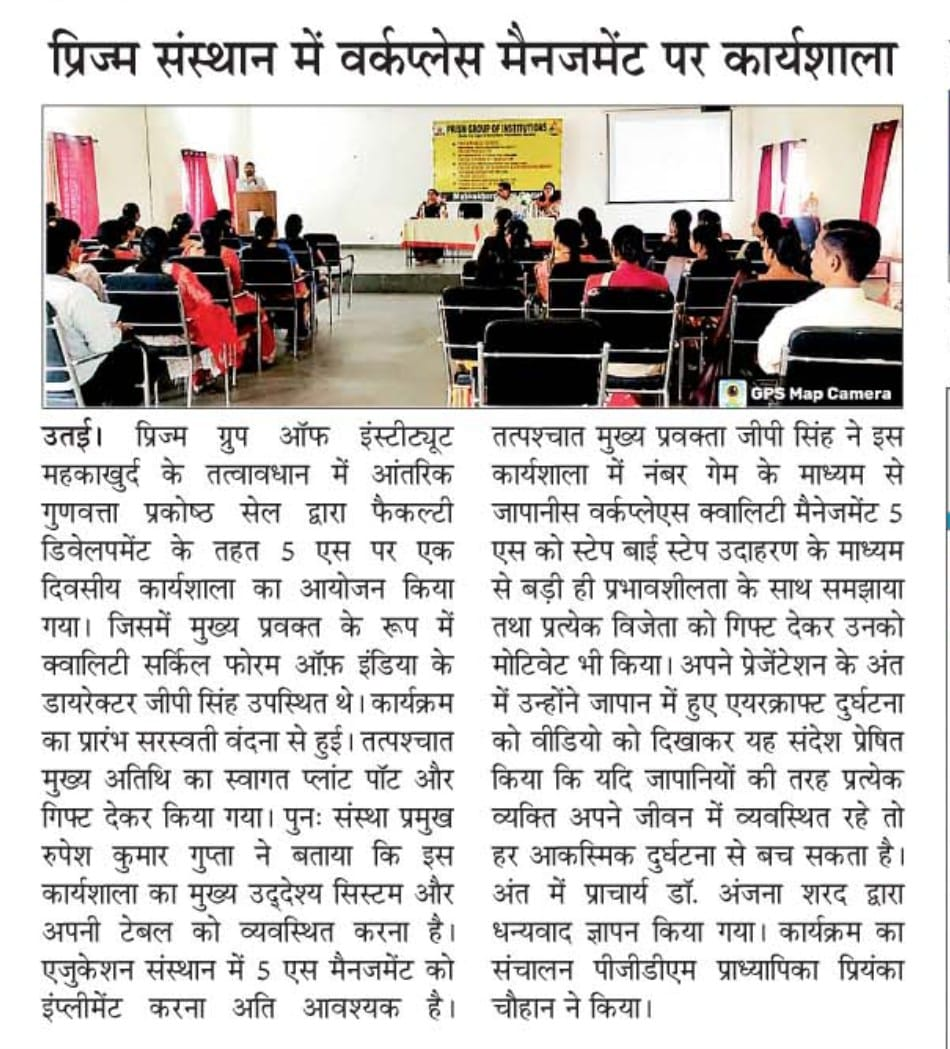 प्रिज्म संस्थान में वर्कप्लेस मैनजमेंट पर कार्यशाला
PRISM GROUP OF INSTITUTIONS
GPS Map Camera
उतई। प्रिज्म ग्रुप ऑफ इंस्टीट्यूट
महकाखुर्द के तत्वावधान में आंतरिक
गुणवत्ता प्रकोष्ठ सेल द्वारा फैकल्टी
डिवेलपमेंट के तहत 5 एस पर एक
दिवसीय कार्यशाला का आयोजन किया
गया। जिसमें मुख्य प्रवक्त के रूप में
क्वालिटी सर्किल फोरम ऑफ़ इंडिया के
डायरेक्टर जीपी सिंह उपस्थित थे। कार्यक्रम
का प्रारंभ सरस्वती वंदना से हुई। तत्पश्चात
मुख्य अतिथि का स्वागत प्लांट पॉट और
गिफ्ट देकर किया गया। पुनः संस्था प्रमुख
रुपेश कुमार गुप्ता ने बताया कि इस
कार्यशाला का मुख्य उद्देश्य सिस्टम और
अपनी टेबल को व्यवस्थित करना है।
एजुकेशन संस्थान में 5 एस मैनजमेंट को
इंप्लीमेंट करना अति आवश्यक है।
तत्पश्चात मुख्य प्रवक्ता जीपी सिंह ने इस
कार्यशाला में नंबर गेम के माध्यम से
जापानीस वर्कप्लेएस क्वालिटी मैनेजमेंट 5
एस को स्टेप बाई स्टेप उदाहरण के माध्यम
से बड़ी ही प्रभावशीलता के साथ समझाया
तथा प्रत्येक विजेता को गिफ्ट देकर उनको
मोटिवेट भी किया। अपने प्रेजेंटेशन के अंत
में उन्होंने जापान में हुए एयरक्राफ्ट दुर्घटना
को वीडियो को दिखाकर यह संदेश प्रेषित
किया कि यदि जापानियों की तरह प्रत्येक
व्यक्ति अपने जीवन में व्यवस्थित रहे तो
हर आकस्मिक दुर्घटना से बच सकता है।
अंत में प्राचार्य डॉ. अंजना शरद द्वारा
धन्यवाद ज्ञापन किया गया। कार्यक्रम का
संचालन पीजीडीएम प्राध्यापिका प्रियंका
चौहान ने किया।